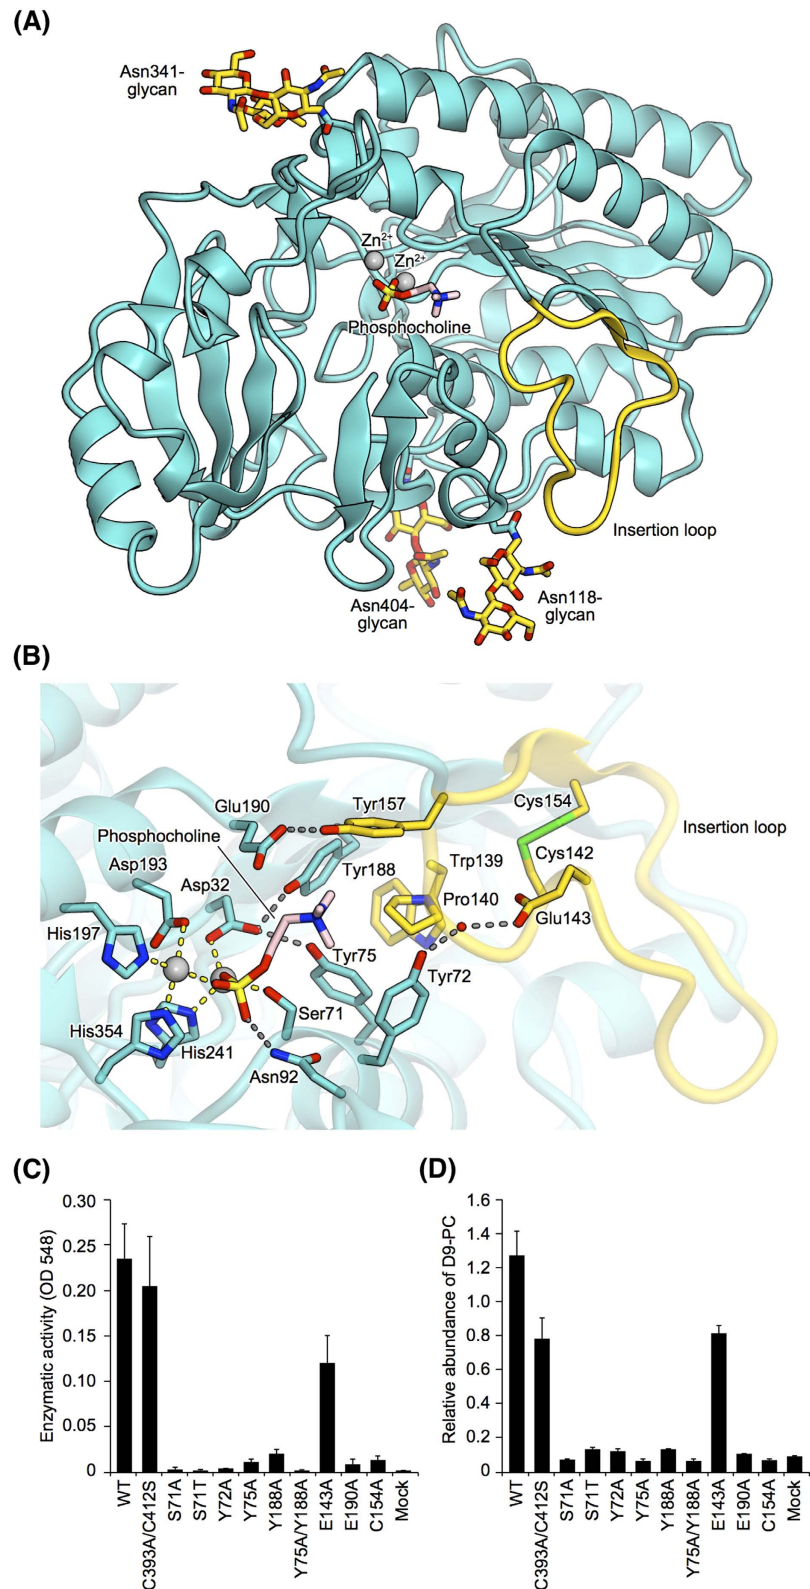 (A)
Asn341-
glycan
Zn2+
Zn2+
Phosphocholine
Insertion loop
Asn404-
glycan
Asn118-
glycan
(B)
Glu190
Tyr157
Cys154
Phosphocholine
Insertion loop
Asp193
Tyr188
Trp139
Cys142
Asp32
Pro140
His197
Tyr75
Glu143
Tyr72
Ser71
His354
His241
Asn92
(C)
Enzymatic activity (OD 548)
0.30
0.25
0.20
0.15
0.10
0.05
0
WT
C393A/C412S
S71A
S71T
Y72A
Y75A
Y188A
Y75A/Y188A
E143A
E190A
C154A
Mock
(D)
Relative abundance of D9-PC
1.6
1.4
1.2
1.0
0.8
0.6
0.4
0.2
0
WT
C393A/C412S
S71A
S71T
Y72A
Y75A
Y188A
Y75A/Y188A
E143A
E190A
C154A
Mock